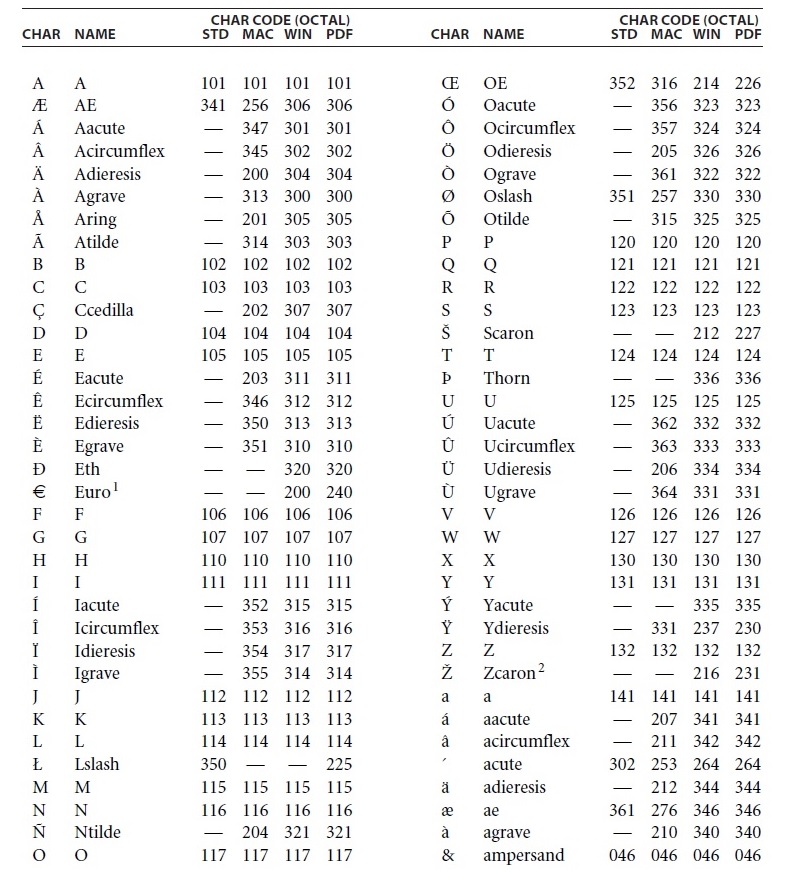 CHAR CODE (OCTAL)
CHAR NAME STD MAC WIN PDF
A A 101 101 101 101
Æ AE 341 256 306 306
Á Aacute — 347 301 301
Â Acircumflex — 345 302 302
Ä Adieresis — 200 304 304
À Agrave — 313 300 300
Å Aring — 201 305 305
Ã Atilde — 314 303 303
B B 102 102 102 102
C C 103 103 103 103
Ç Ccedilla — 202 307 307
D D 104 104 104 104
E E 105 105 105 105
É Eacute — 203 311 311
Ê Ecircumflex — 346 312 312
Ë Edieresis — 350 313 313
È Egrave — 351 310 310
Ð Eth — — 320 320
€ Euro 1 — — 200 240
F F 106 106 106 106
G G 107 107 107 107
H H 110 110 110 110
I I 111 111 111 111
Í Iacute — 352 315 315
Î Icircumflex — 353 316 316
Ï Idieresis — 354 317 317
Ì Igrave — 355 314 314
J J 112 112 112 112
K K 113 113 113 113
L L 114 114 114 114
Ł Lslash 350 — — 225
M M 115 115 115 115
N N 116 116 116 116
Ñ Ntilde — 204 321 321
O O 117 117 117 117
CHAR CODE (OCTAL)
CHAR NAME STD MAC WIN PDF
Œ OE 352 316 214 226
Ó Oacute — 356 323 323
Ô Ocircumflex — 357 324 324
Ö Odieresis — 205 326 326
Ò Ograve — 361 322 322
Ø Oslash 351 257 330 330
Õ Otilde — 315 325 325
P P 120 120 120 120
Q Q 121 121 121 121
R R 122 122 122 122
S S 123 123 123 123
Š Scaron — — 212 227
T T 124 124 124 124
Þ Thorn — — 336 336
U U 125 125 125 125
Ú Uacute — 362 332 332
Û Ucircumflex — 363 333 333
Ü Udieresis — 206 334 334
Ù Ugrave — 364 331 331
V V 126 126 126 126
W W 127 127 127 127
X X 130 130 130 130
Y Y 131 131 131 131
Ý Yacute — — 335 335
Ÿ Ydieresis — 331 237 230
Z Z 132 132 132 132
Ž Zcaron 2 — — 216 231
a a 141 141 141 141
á aacute — 207 341 341
â acircumflex — 211 342 342
´ acute 302 253 264 264
ä adieresis — 212 344 344
æ ae 361 276 346 346
à agrave — 210 340 340
& ampersand 046 046 046 046